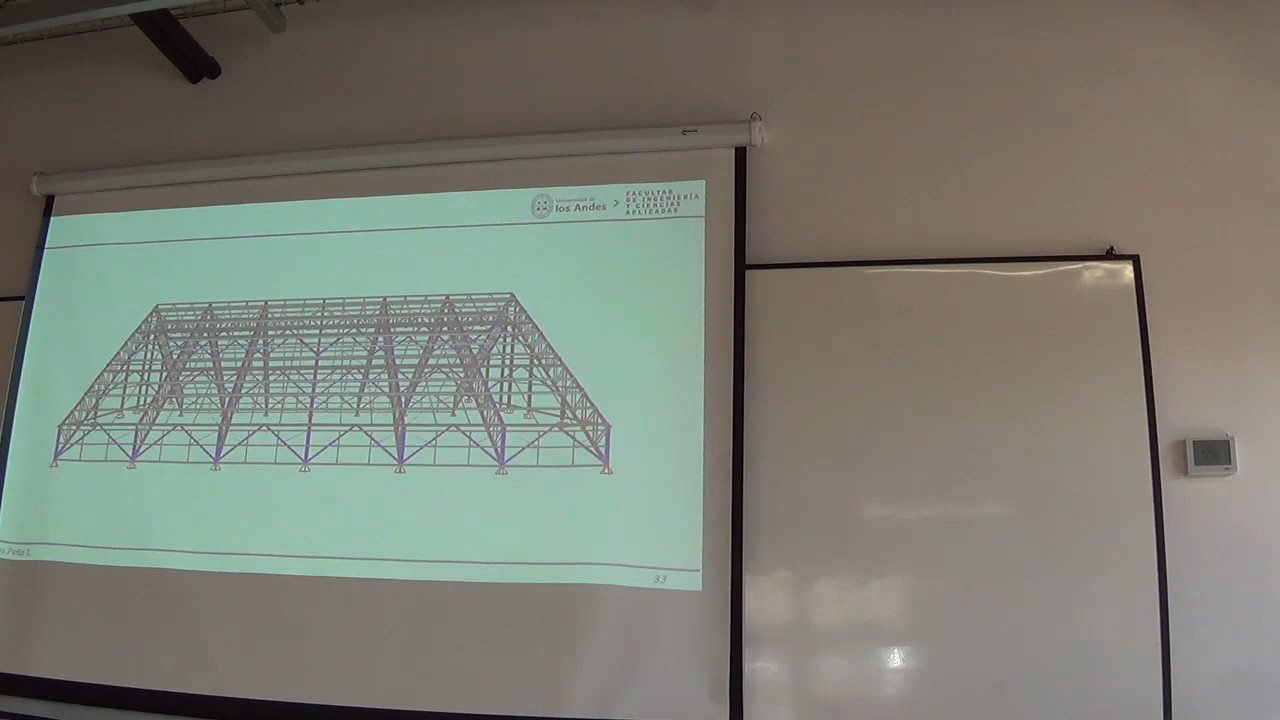 Universidad de
los Andes >
FACULTAD
DE INGENIERÍA
Y CIENCIAS
APLICADAS
Peña I.
33